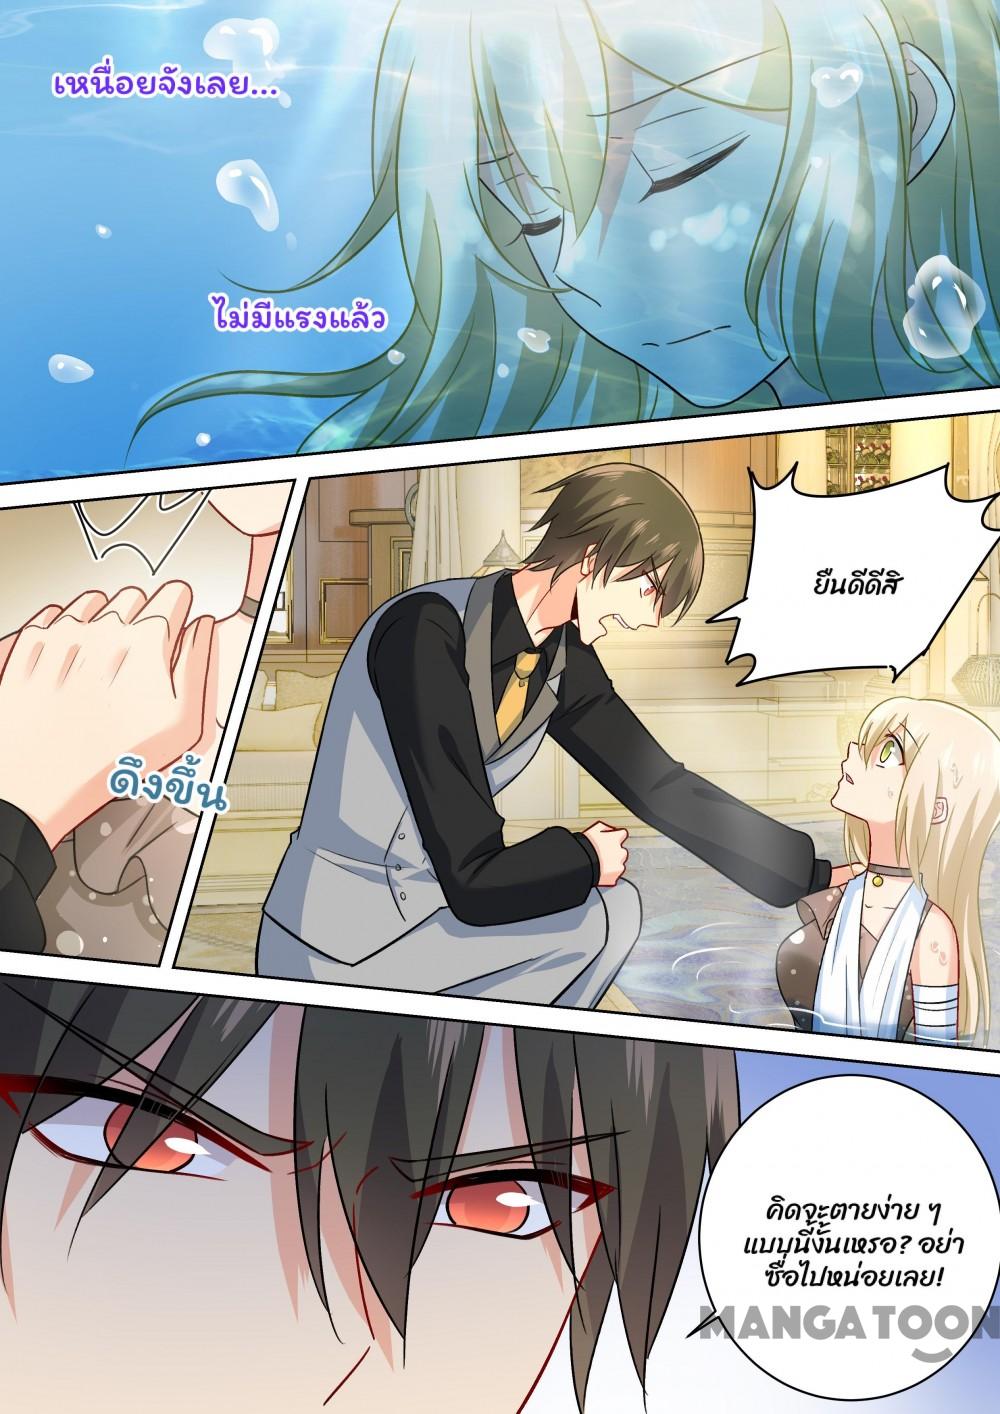 เหนื่อยจังเลย...
ไม่มีแรงแล้ว
ยืนดีดีสิ
ดึงขึ้น
คิดจะตายง่าย ๆ
แบบนี้งั้นเหรอ? อย่า
ซื่อไปหน่อยเลย!
MANGATOON